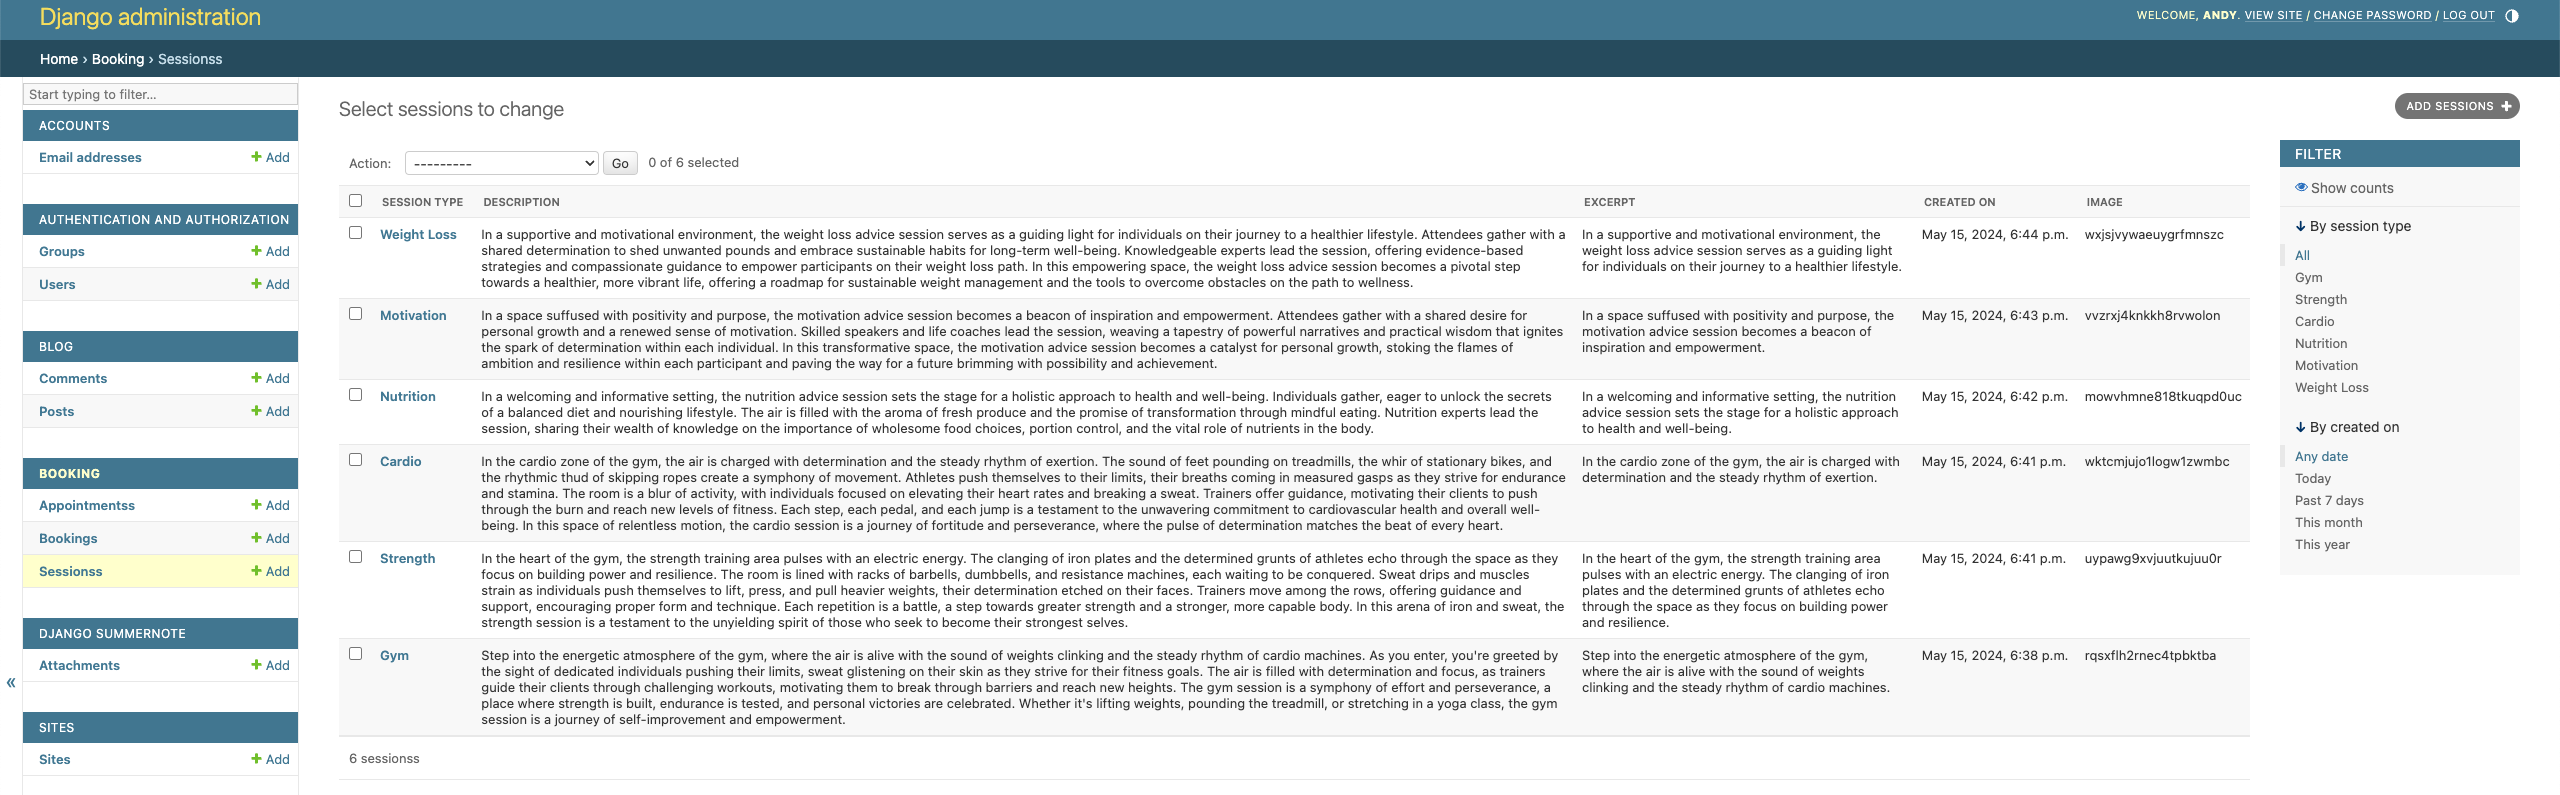 Django administration
WELCOME, ANDY. VIEW SITE / CHANGE PASSWORD / LOG OUT
Home › Booking › Sessionss
Start typing to filter...
ACCOUNTS
Email addresses + Add
AUTHENTICATION AND AUTHORIZATION
Groups + Add
Users + Add
BLOG
Comments + Add
Posts + Add
BOOKING
Appointmentss + Add
Bookings + Add
Sessionss + Add
DJANGO SUMMERNOTE
Attachments + Add
«
SITES
Sites + Add
Select sessions to change
ADD SESSIONS +
Action: --------- Go 0 of 6 selected
SESSION TYPE DESCRIPTION EXCERPT CREATED ON IMAGE
Weight Loss
In a supportive and motivational environment, the weight loss advice session serves as a guiding light for individuals on their journey to a healthier lifestyle. Attendees gather with a
shared determination to shed unwanted pounds and embrace sustainable habits for long-term well-being. Knowledgeable experts lead the session, offering evidence-based
strategies and compassionate guidance to empower participants on their weight loss path. In this empowering space, the weight loss advice session becomes a pivotal step
towards a healthier, more vibrant life, offering a roadmap for sustainable weight management and the tools to overcome obstacles on the path to wellness.
In a supportive and motivational environment, the
weight loss advice session serves as a guiding light
for individuals on their journey to a healthier lifestyle.
May 15, 2024, 6:44 p.m.
wxjsjvywaeuygrfmnszc
Motivation
In a space suffused with positivity and purpose, the motivation advice session becomes a beacon of inspiration and empowerment. Attendees gather with a shared desire for
personal growth and a renewed sense of motivation. Skilled speakers and life coaches lead the session, weaving a tapestry of powerful narratives and practical wisdom that ignites
the spark of determination within each individual. In this transformative space, the motivation advice session becomes a catalyst for personal growth, stoking the flames of
ambition and resilience within each participant and paving the way for a future brimming with possibility and achievement.
In a space suffused with positivity and purpose, the
motivation advice session becomes a beacon of
inspiration and empowerment.
May 15, 2024, 6:43 p.m.
vvzrxj4knkkh8rvwolon
Nutrition
In a welcoming and informative setting, the nutrition advice session sets the stage for a holistic approach to health and well-being. Individuals gather, eager to unlock the secrets
of a balanced diet and nourishing lifestyle. The air is filled with the aroma of fresh produce and the promise of transformation through mindful eating. Nutrition experts lead the
session, sharing their wealth of knowledge on the importance of wholesome food choices, portion control, and the vital role of nutrients in the body.
In a welcoming and informative setting, the nutrition
advice session sets the stage for a holistic approach
to health and well-being.
May 15, 2024, 6:42 p.m.
mowvhmne818tkuqpd0uc
Cardio
In the cardio zone of the gym, the air is charged with determination and the steady rhythm of exertion. The sound of feet pounding on treadmills, the whir of stationary bikes, and
the rhythmic thud of skipping ropes create a symphony of movement. Athletes push themselves to their limits, their breaths coming in measured gasps as they strive for endurance
and stamina. The room is a blur of activity, with individuals focused on elevating their heart rates and breaking a sweat. Trainers offer guidance, motivating their clients to push
through the burn and reach new levels of fitness. Each step, each pedal, and each jump is a testament to the unwavering commitment to cardiovascular health and overall well-
being. In this space of relentless motion, the cardio session is a journey of fortitude and perseverance, where the pulse of determination matches the beat of every heart.
In the cardio zone of the gym, the air is charged with
determination and the steady rhythm of exertion.
May 15, 2024, 6:41 p.m.
wktcmjujo1logw1zwmbc
Strength
In the heart of the gym, the strength training area pulses with an electric energy. The clanging of iron plates and the determined grunts of athletes echo through the space as they
focus on building power and resilience. The room is lined with racks of barbells, dumbbells, and resistance machines, each waiting to be conquered. Sweat drips and muscles
strain as individuals push themselves to lift, press, and pull heavier weights, their determination etched on their faces. Trainers move among the rows, offering guidance and
support, encouraging proper form and technique. Each repetition is a battle, a step towards greater strength and a stronger, more capable body. In this arena of iron and sweat, the
strength session is a testament to the unyielding spirit of those who seek to become their strongest selves.
In the heart of the gym, the strength training area
pulses with an electric energy. The clanging of iron
plates and the determined grunts of athletes echo
through the space as they focus on building power
and resilience.
May 15, 2024, 6:41 p.m.
uypawg9xvjuutkujuu0r
Gym
Step into the energetic atmosphere of the gym, where the air is alive with the sound of weights clinking and the steady rhythm of cardio machines. As you enter, you're greeted by
the sight of dedicated individuals pushing their limits, sweat glistening on their skin as they strive for their fitness goals. The air is filled with determination and focus, as trainers
guide their clients through challenging workouts, motivating them to break through barriers and reach new heights. The gym session is a symphony of effort and perseverance, a
place where strength is built, endurance is tested, and personal victories are celebrated. Whether it's lifting weights, pounding the treadmill, or stretching in a yoga class, the gym
session is a journey of self-improvement and empowerment.
Step into the energetic atmosphere of the gym,
where the air is alive with the sound of weights
clinking and the steady rhythm of cardio machines.
May 15, 2024, 6:38 p.m.
rqsxflh2rnec4tpbktba
6 sessionss
FILTER
Show counts
↓ By session type
All
Gym
Strength
Cardio
Nutrition
Motivation
Weight Loss
↓ By created on
Any date
Today
Past 7 days
This month
This year